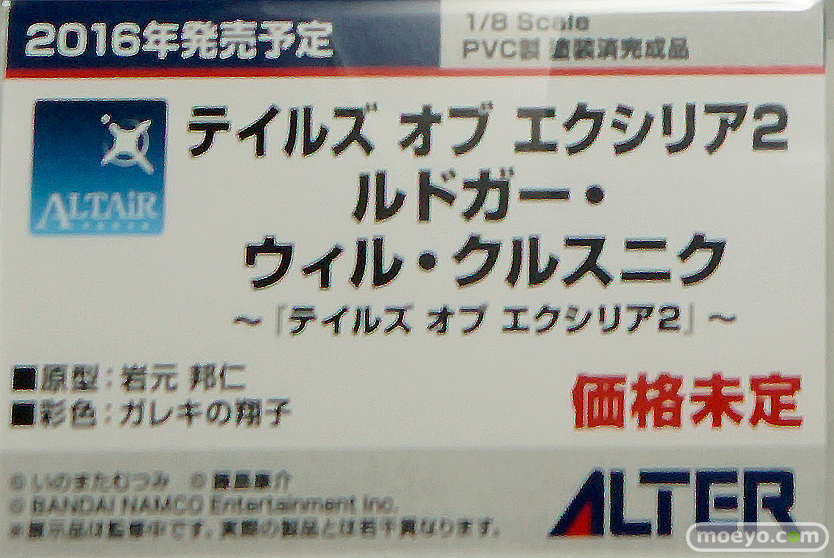 2016年発売予定
1/8 Scale
PVC製 塗装済完成品
ALTAiR
テイルズ オブ エクシリア2
ルドガー・
ウィル・クルスニク
～『テイルズ オブ エクシリア2』～
■原型：岩元 邦仁
■彩色：ガレキの翔子
価格未定
© いのまたむつみ © 藤島康介
© BANDAI NAMCO Entertainment Inc.
※展示品は監修中です。実際の製品とは若干異なります。
ALTER
moeyo.com